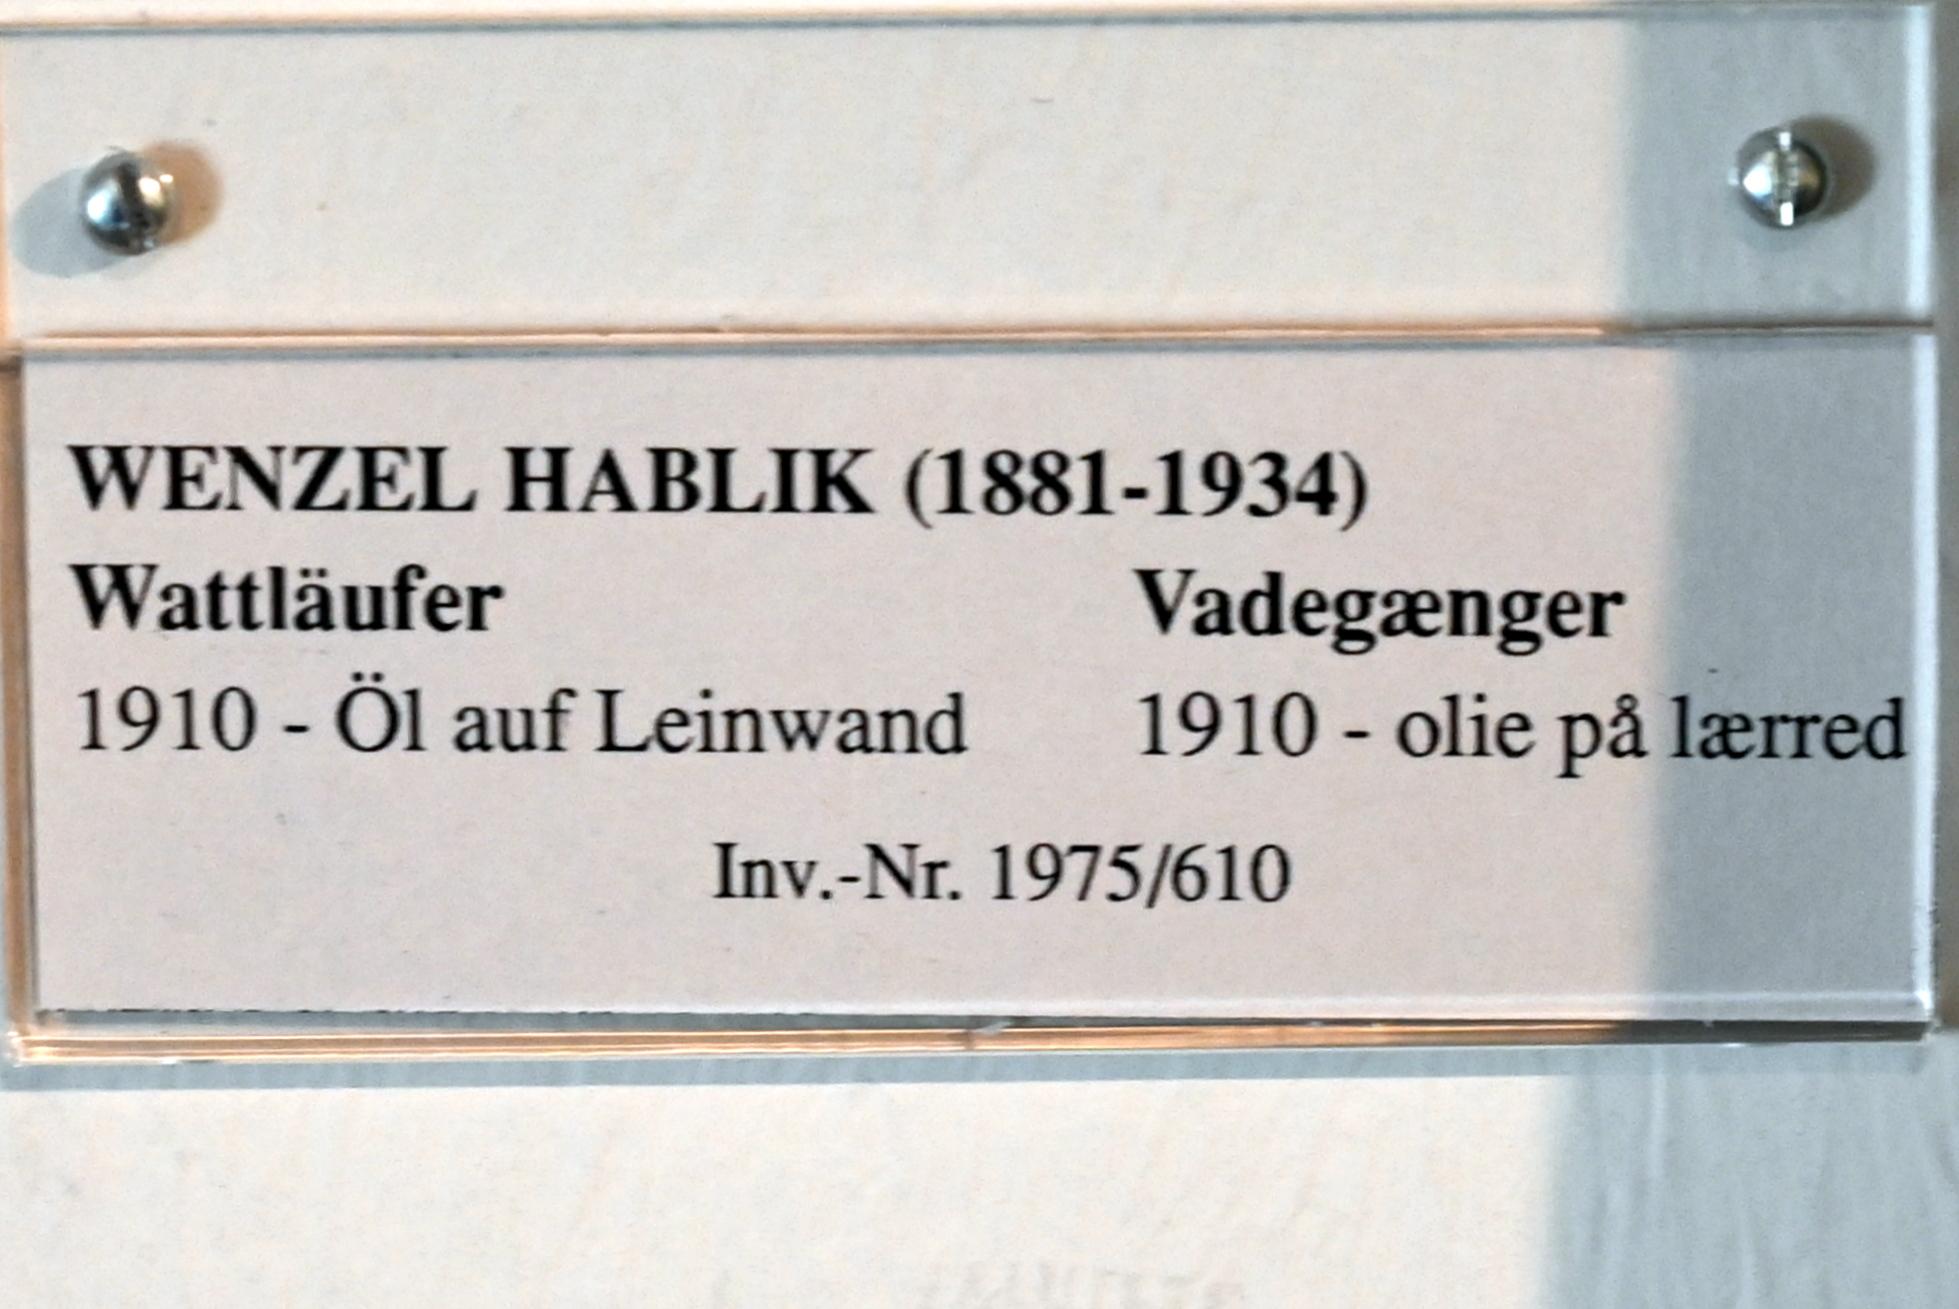 WENZEL HABLIK (1881-1934)
Wattläufer Vadegænger
1910 - Öl auf Leinwand 1910 - olie på lærred
Inv.-Nr. 1975/610